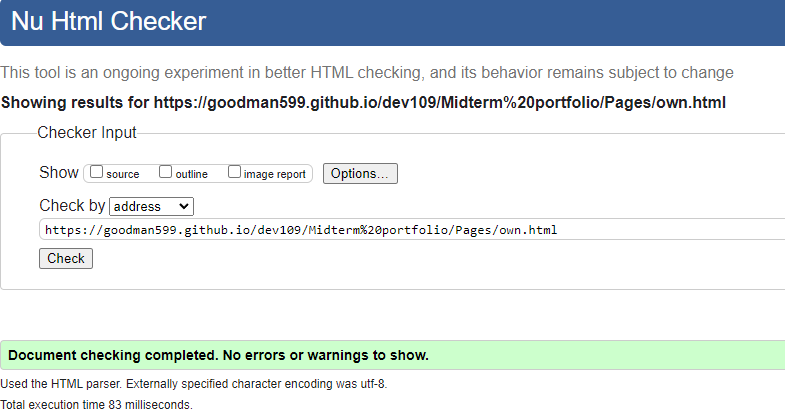 Nu Html Checker
This tool is an ongoing experiment in better HTML checking, and its behavior remains subject to change
Showing results for https://goodman599.github.io/dev109/Midterm%20portfolio/Pages/own.html
Checker Input
Show source outline image report Options...
Check by address
https://goodman599.github.io/dev109/Midterm%20portfolio/Pages/own.html
Check
Document checking completed. No errors or warnings to show.
Used the HTML parser. Externally specified character encoding was utf-8.
Total execution time 83 milliseconds.